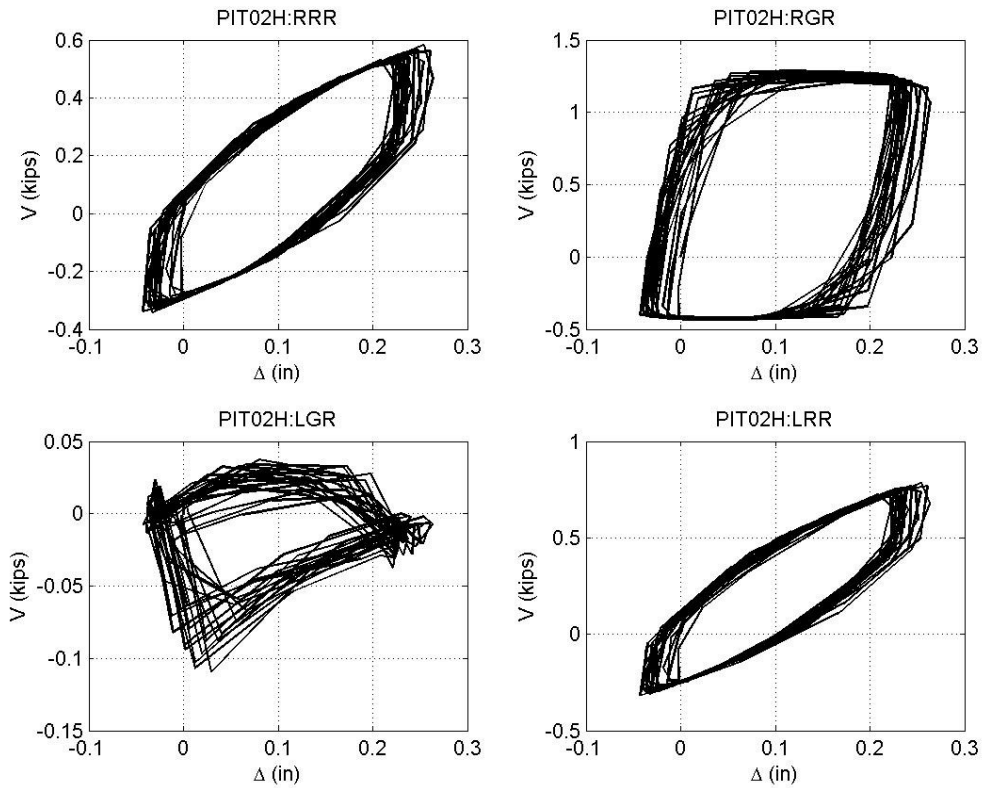 PIT02H:RRR
0.6
0.4
0.2
0
-0.2
-0.4
V (kips)
-0.1 0 0.1 0.2 0.3
Δ (in)
PIT02H:RGR
1.5
1
0.5
0
-0.5
V (kips)
-0.1 0 0.1 0.2 0.3
Δ (in)
PIT02H:LGR
0.05
0
-0.05
-0.1
-0.15
V (kips)
-0.1 0 0.1 0.2 0.3
Δ (in)
PIT02H:LRR
1
0.5
0
-0.5
V (kips)
-0.1 0 0.1 0.2 0.3
Δ (in)